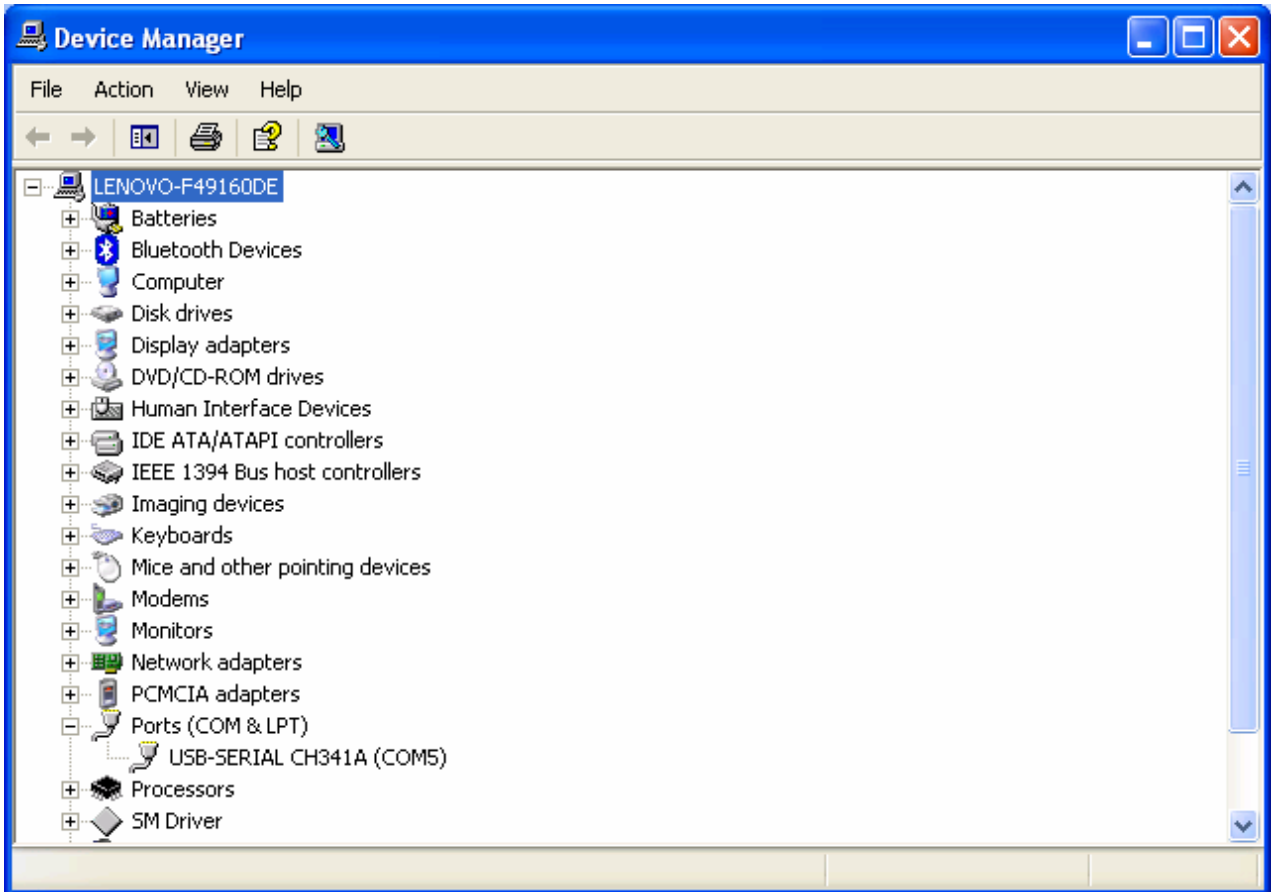 Device Manager
File Action View Help
LENOVO-F49160DE
Batteries
Bluetooth Devices
Computer
Disk drives
Display adapters
DVD/CD-ROM drives
Human Interface Devices
IDE ATA/ATAPI controllers
IEEE 1394 Bus host controllers
Imaging devices
Keyboards
Mice and other pointing devices
Modems
Monitors
Network adapters
PCMCIA adapters
Ports (COM & LPT)
USB-SERIAL CH341A (COM5)
Processors
SM Driver